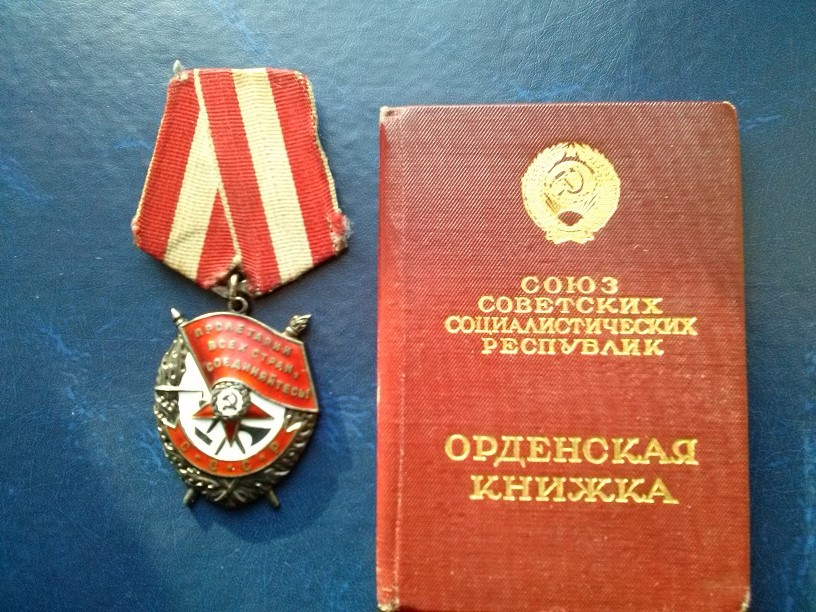 ПРОЛЕТАРИИ
ВСЕХ СТРАН,
СОЕДИНЯЙТЕСЬ!
С С С Р
СОЮЗ
СОВЕТСКИХ
СОЦИАЛИСТИЧЕСКИХ
РЕСПУБЛИК
ОРДЕНСКАЯ
КНИЖКА